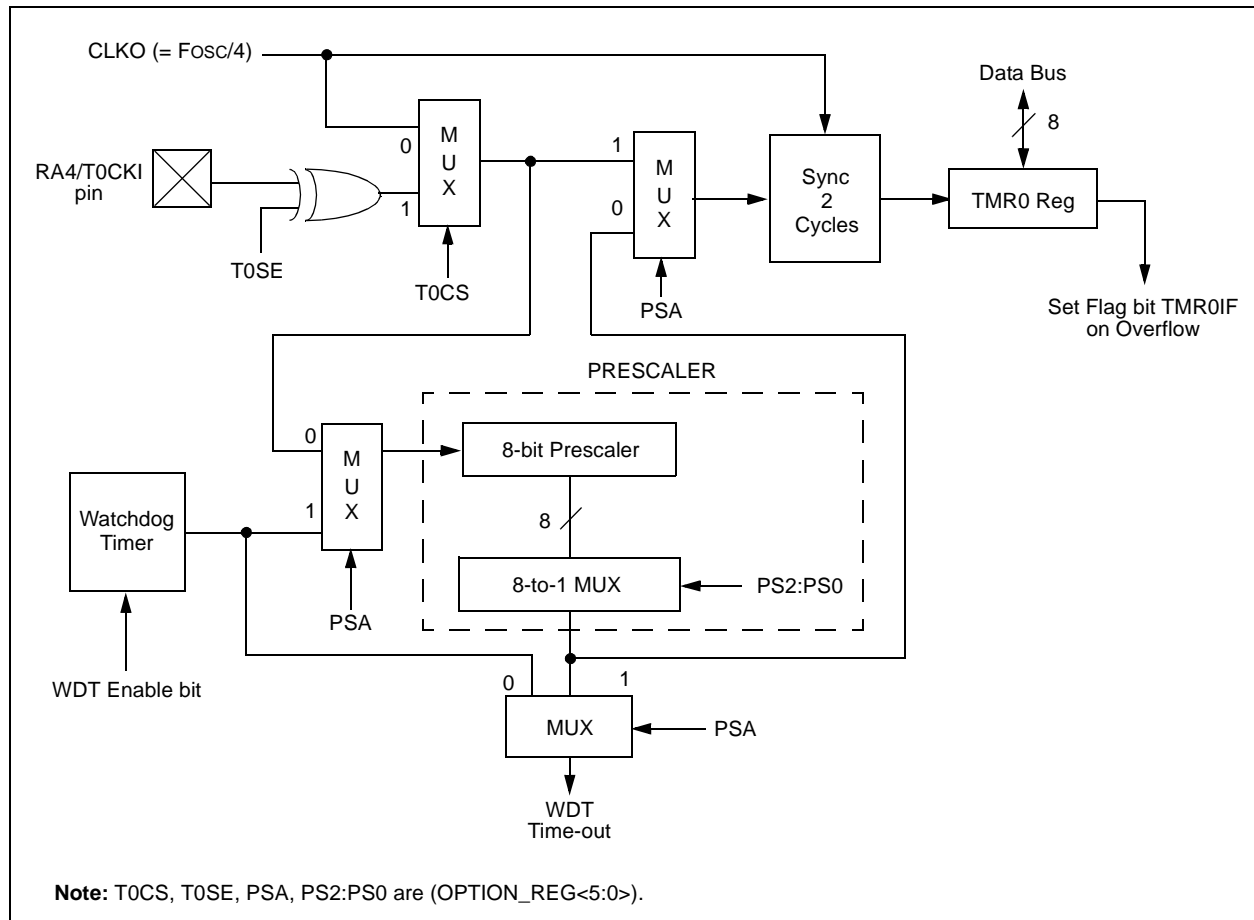 CLKO (= FOSC/4)
Data Bus
8
M
U
X
0
1
RA4/T0CKI
pin
T0SE
T0CS
1
0
M
U
X
PSA
Sync
2
Cycles
TMR0 Reg
Set Flag bit TMR0IF
on Overflow
PRESCALER
0
1
M
U
X
8-bit Prescaler
8
Watchdog
Timer
8-to-1 MUX
PS2:PS0
PSA
WDT Enable bit
0
1
MUX
PSA
WDT
Time-out
Note: T0CS, T0SE, PSA, PS2:PS0 are (OPTION_REG<5:0>).